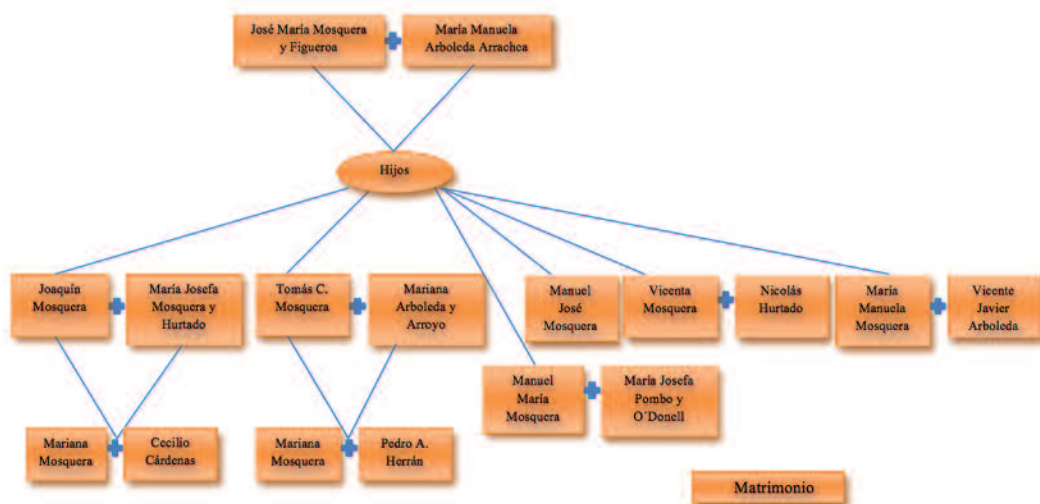 José María Mosquera
y Figueroa
María Manuela
Arboleda Arrachea
Hijos
Joaquín
Mosquera
María Josefa
Mosquera y
Hurtado
Tomás C.
Mosquera
Mariana
Arboleda y
Arroyo
Manuel
José
Mosquera
Vicenta
Mosquera
Nicolás
Hurtado
María
Manuela
Mosquera
Vicente
Javier
Arboleda
Manuel
María
Mosquera
María Josefa
Pombo y
O´Donell
Mariana
Mosquera
Cecilio
Cárdenas
Mariana
Mosquera
Pedro A.
Herrán
Matrimonio